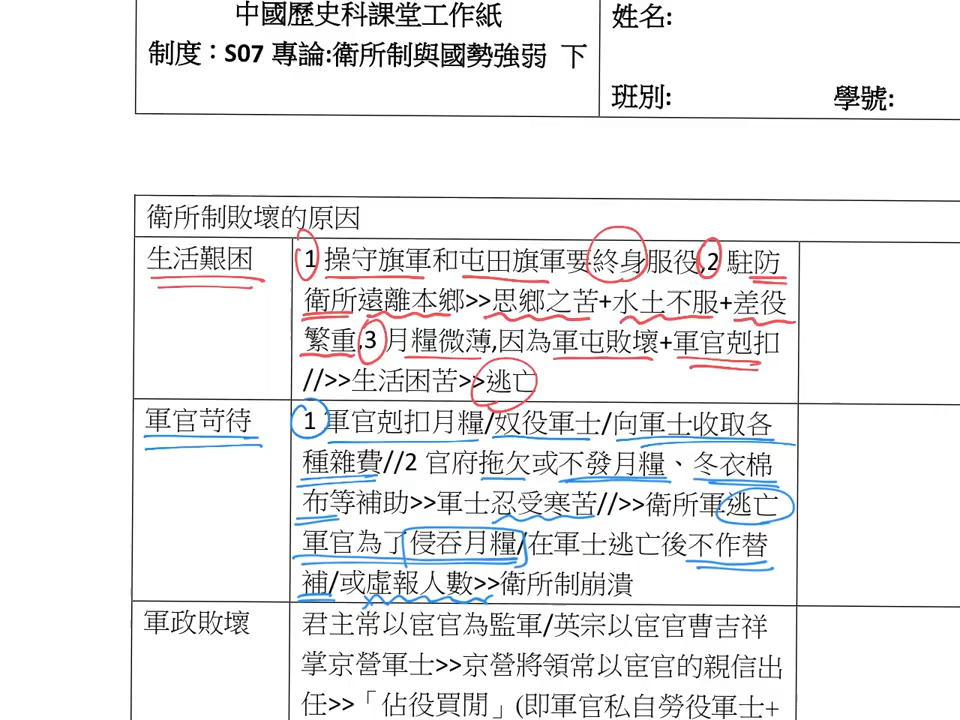 中國歷史科課堂工作紙
制度：S07 專論:衛所制與國勢強弱 下
姓名:
班別: 學號:
衛所制敗壞的原因
生活艱困
1 操守旗軍和屯田旗軍要終身服役,2 駐防
衛所遠離本鄉>>思鄉之苦+水土不服+差役
繁重,3 月糧微薄,因為軍屯敗壞+軍官剋扣
//>>生活困苦>>逃亡
軍官苛待
1 軍官剋扣月糧/奴役軍士/向軍士收取各
種雜費//2 官府拖欠或不發月糧、冬衣棉
布等補助>>軍士忍受寒苦//>>衛所軍逃亡
軍官為了侵吞月糧/在軍士逃亡後不作替
補/或虛報人數>>衛所制崩潰
軍政敗壞
君主常以宦官為監軍/英宗以宦官曹吉祥
掌京營軍士>>京營將領常以宦官的親信出
任>>「佔役買閒」(即軍官私自勞役軍士+